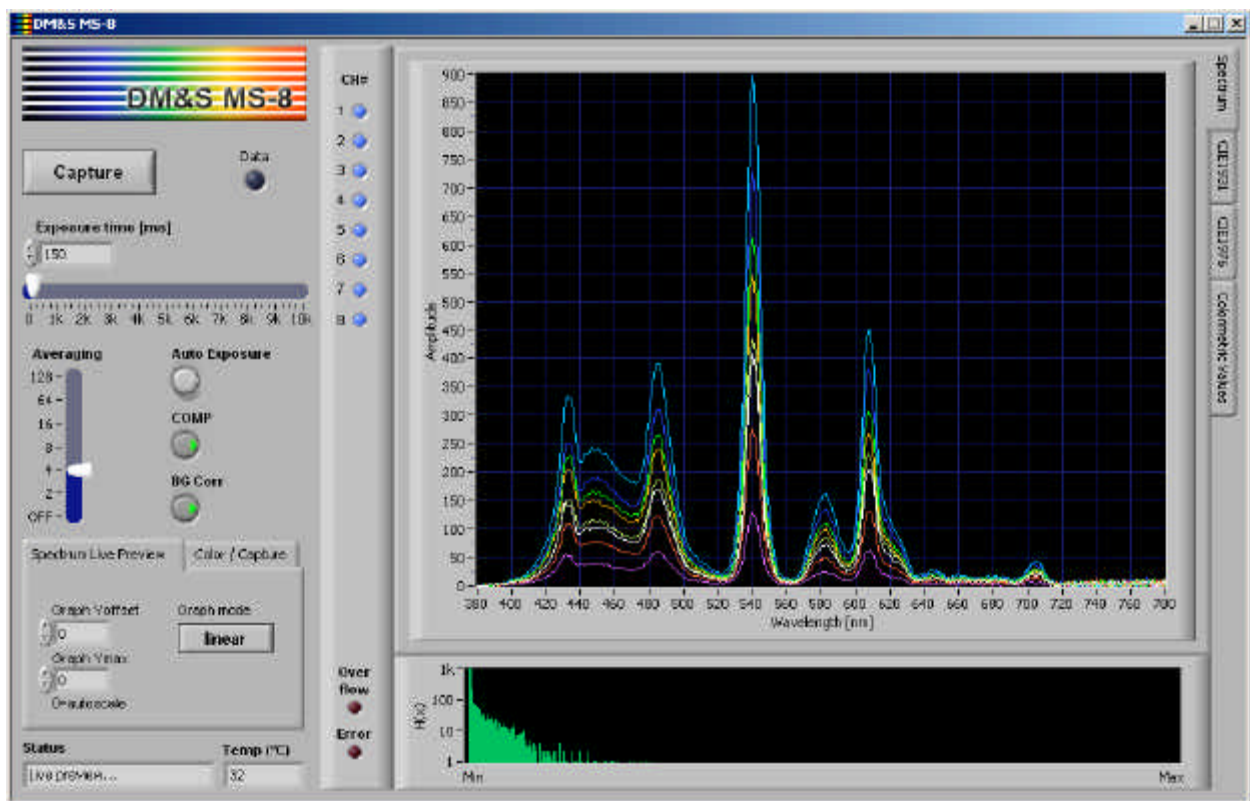 DM&S MS-8
DM&S MS-8
Capture
Data
Exposure time [ms]
150
0 1k 2k 3k 4k 5k 6k 7k 8k 9k 10k
Averaging
128
64
16
8
4
2
OFF
Auto Exposure
COMP
BG Corr
Spectrum Live Preview
Color / Capture
Graph Yoffset
0
Graph Ymax
0
0=autoscale
Graph mode
linear
Status
Live preview...
Temp (°C)
32
CH#
1
2
3
4
5
6
7
8
Over
flow
Error
Amplitude
900
850
800
750
700
650
600
550
500
450
400
350
300
250
200
150
100
50
0
380 400 420 440 460 480 500 520 540 560 580 600 620 640 660 680 700 720 740 760 780
Wavelength [nm]
H(x)
1k
100
10
1
Min
Max
Spectrum
CIE1931
CIE1976
Colormetric Values